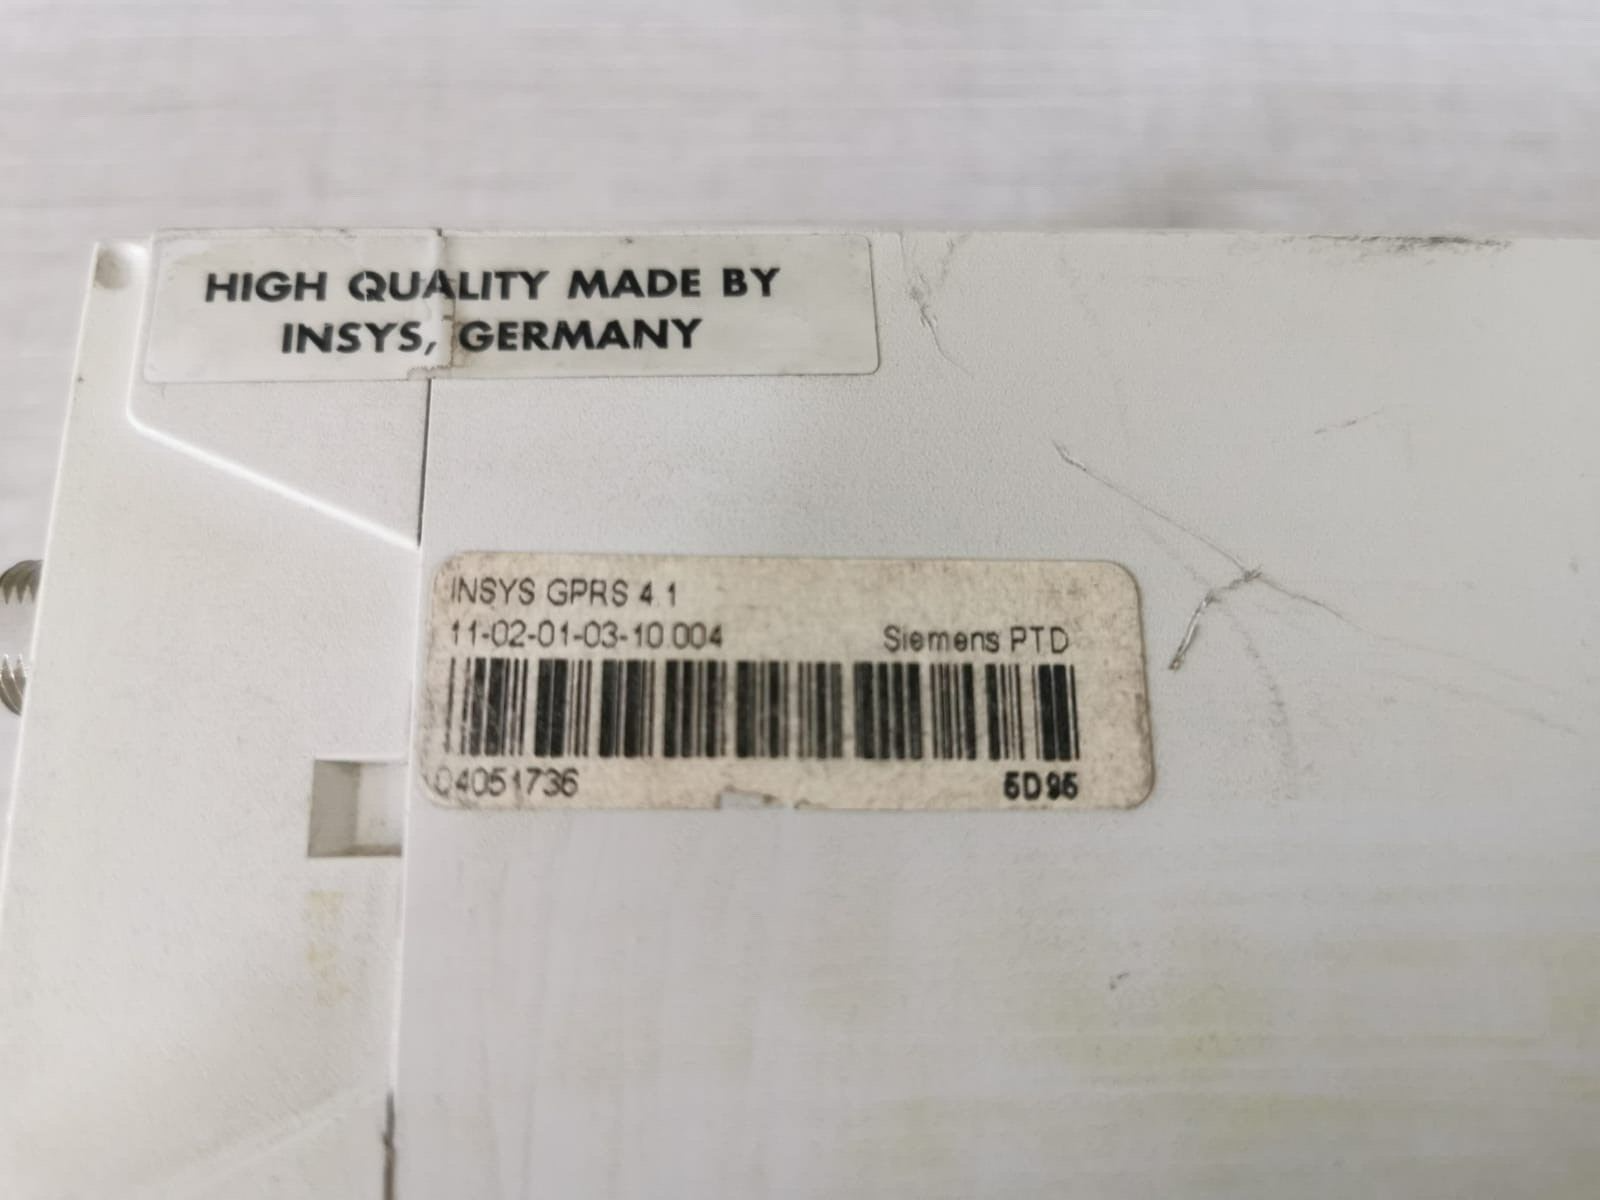 HIGH QUALITY MADE BY
INSYS, GERMANY
INSYS GPRS 4.1
11-02-01-03-10.004 Siemens PTD
04051736 5D95